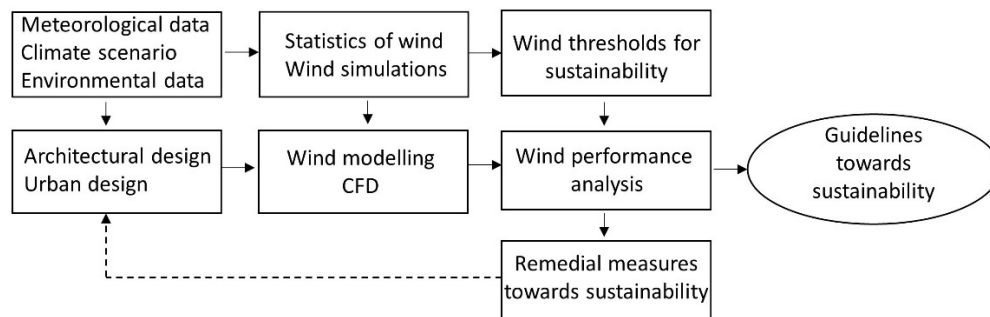 Meteorological data
Climate scenario
Environmental data
Statistics of wind
Wind simulations
Wind thresholds for
sustainability
Architectural design
Urban design
Wind modelling
CFD
Wind performance
analysis
Guidelines
towards
sustainability
Remedial measures
towards sustainability